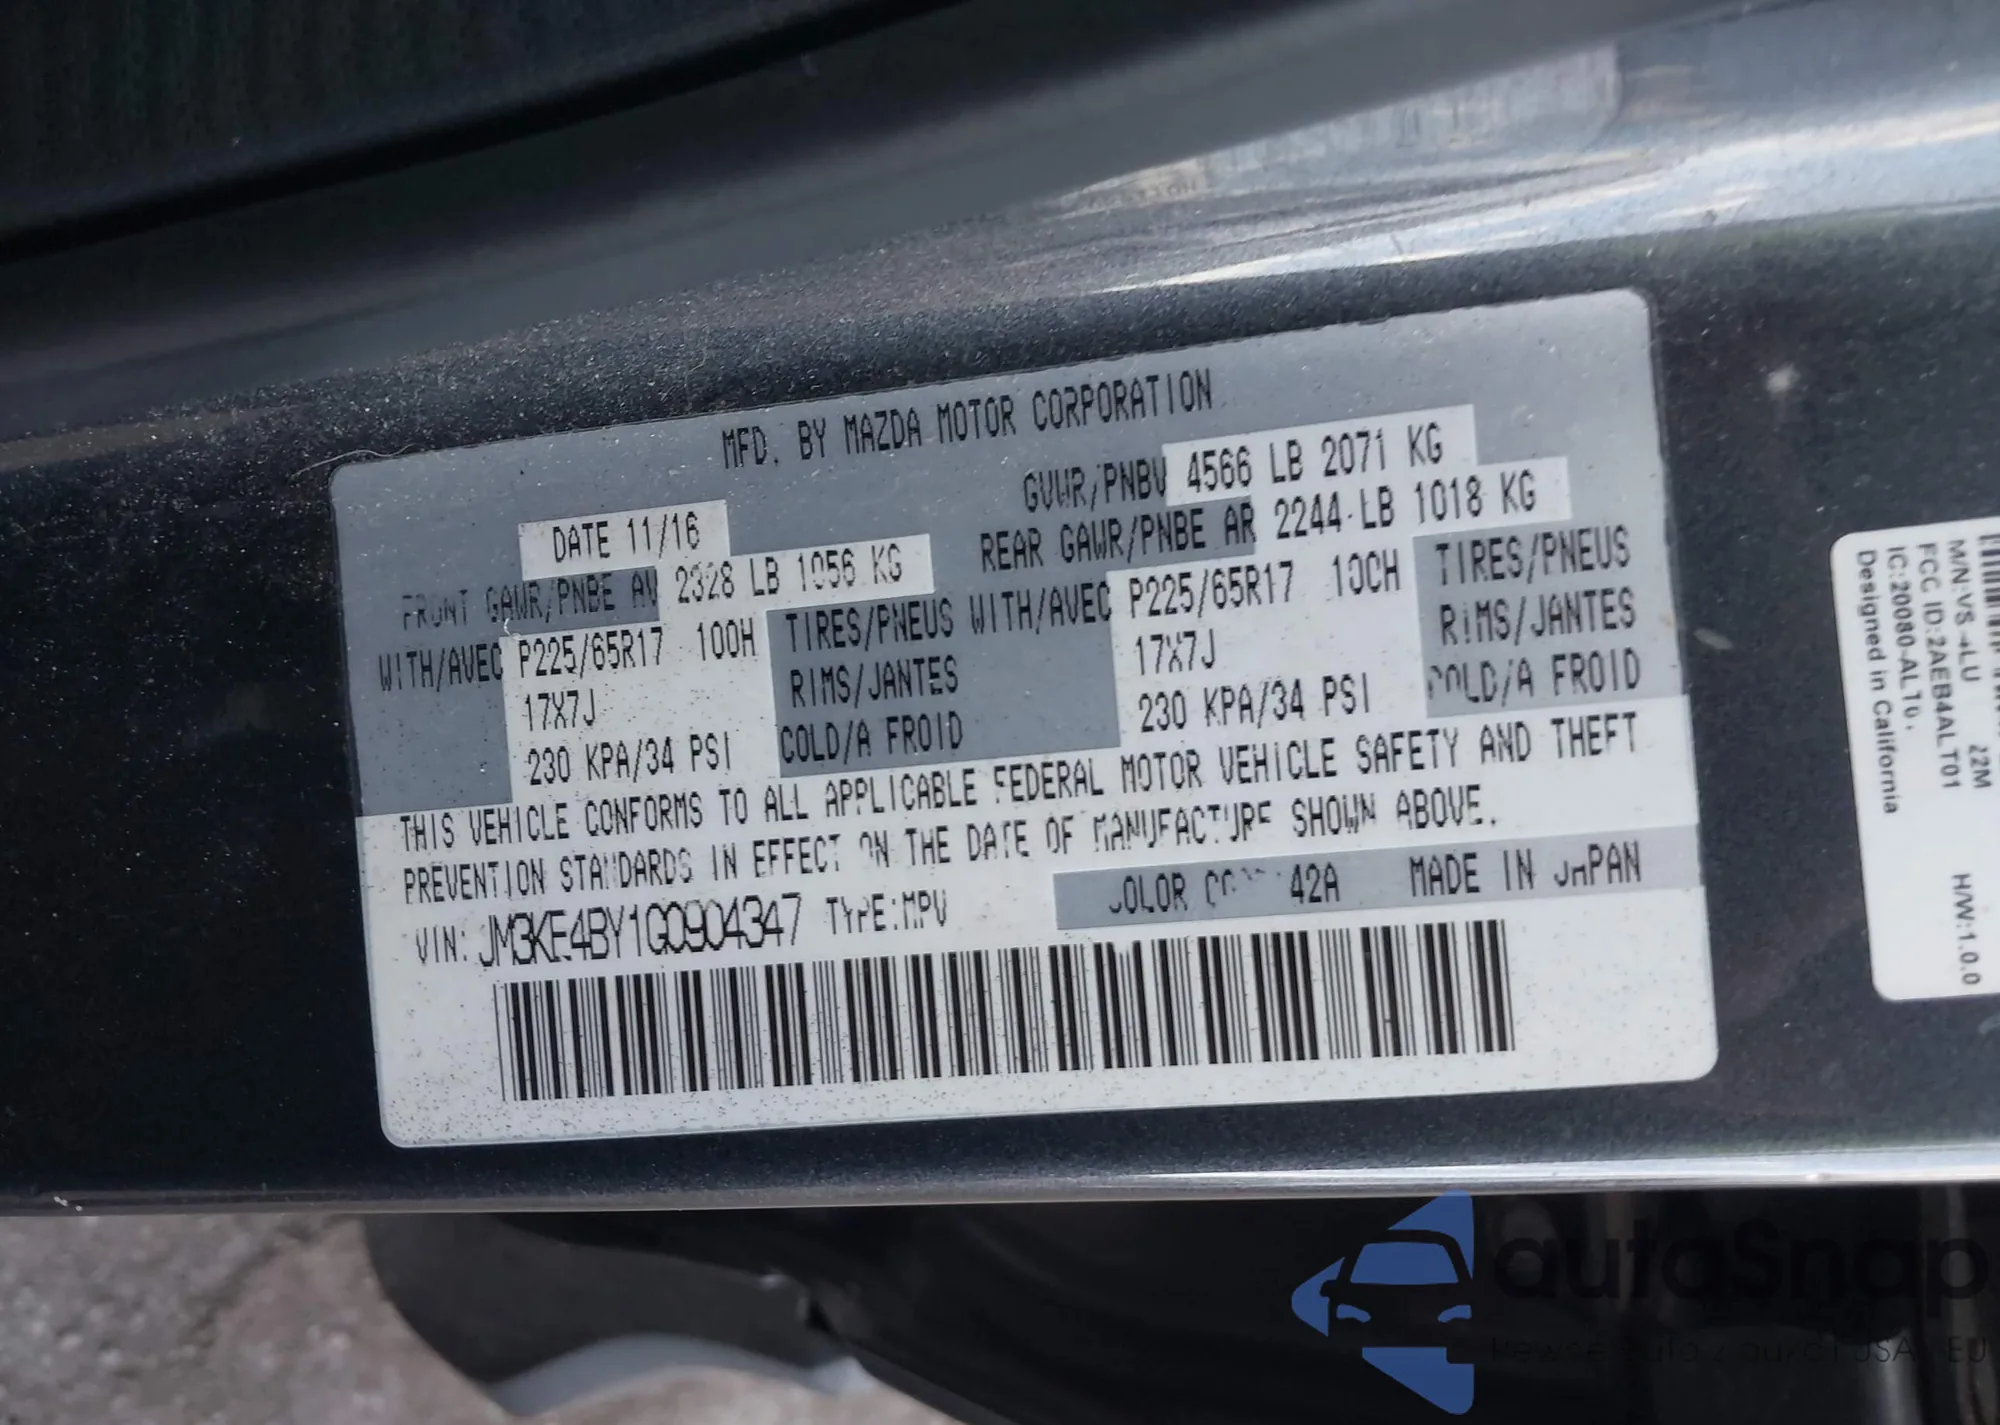 MFD. BY MAZDA MOTOR CORPORATION
GVWR/PNBV 4566 LB 2071 KG
DATE 11/16
REAR GAWR/PNBE AR 2244 LB 1018 KG
FRONT GAWR/PNBE AV 2328 LB 1056 KG
WITH/AVEC P225/65R17 100H TIRES/PNEUS
17X7J RIMS/JANTES
230 KPA/34 PSI COLD/A FROID
WITH/AVEC P225/65R17 100H TIRES/PNEUS
17X7J RIMS/JANTES
230 KPA/34 PSI COLD/A FROID
THIS VEHICLE CONFORMS TO ALL APPLICABLE FEDERAL MOTOR VEHICLE SAFETY AND THEFT
PREVENTION STANDARDS IN EFFECT ON THE DATE OF MANUFACTURE SHOWN ABOVE.
VIN: JM3KE4BY1G0904347 TYPE:MPV
COLOR CODE 42A MADE IN JAPAN
22M
FCC ID:2AEB4ALT01
IC:20080-ALT0
Designed in California
H/W:1.0.0
autoSnap